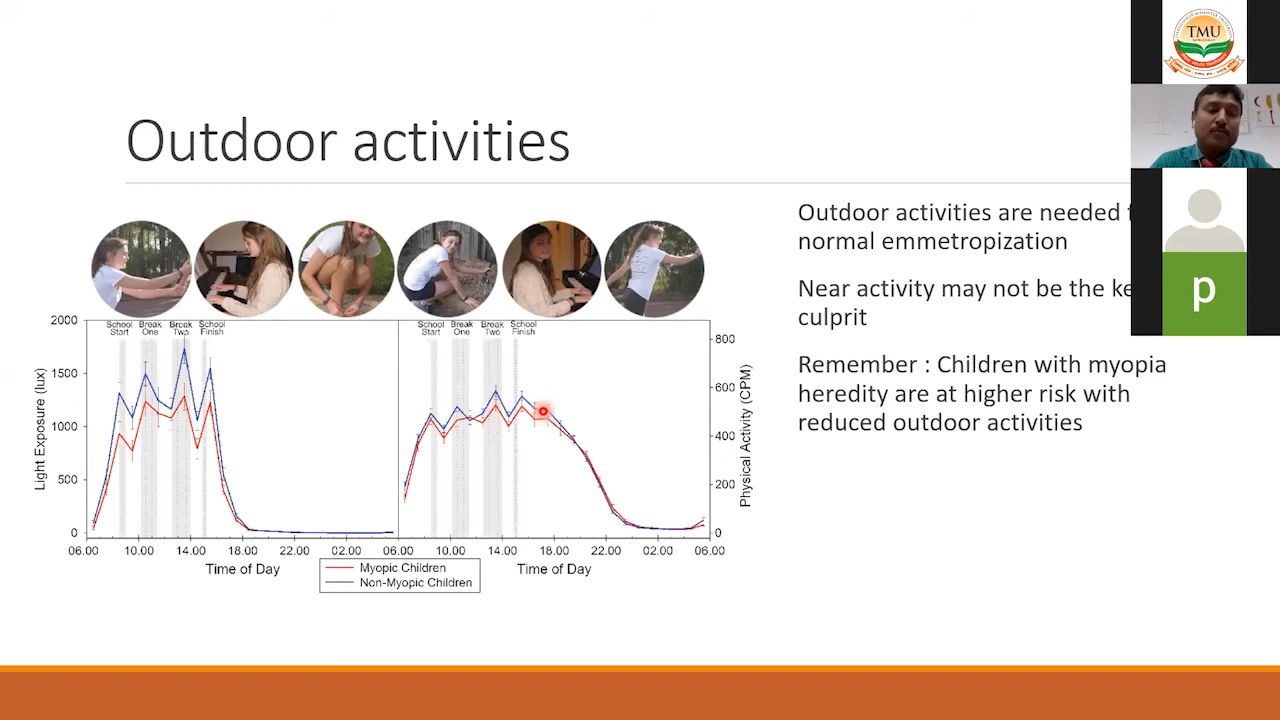 TMU
Outdoor activities
Outdoor activities are needed
normal emmetropization
Near activity may not be the
culprit
Remember : Children with myopia
heredity are at higher risk with
reduced outdoor activities
p
School Start
Break One
Break Two
School Finish
School Start
Break One
Break Two
School Finish
Light Exposure (lux)
2000
1500
1000
500
0
Physical Activity (CPM)
800
600
400
200
0
06.00 10.00 14.00 18.00 22.00 02.00 06.00 10.00 14.00 18.00 22.00 02.00 06.00
Time of Day
Time of Day
Myopic Children
Non-Myopic Children